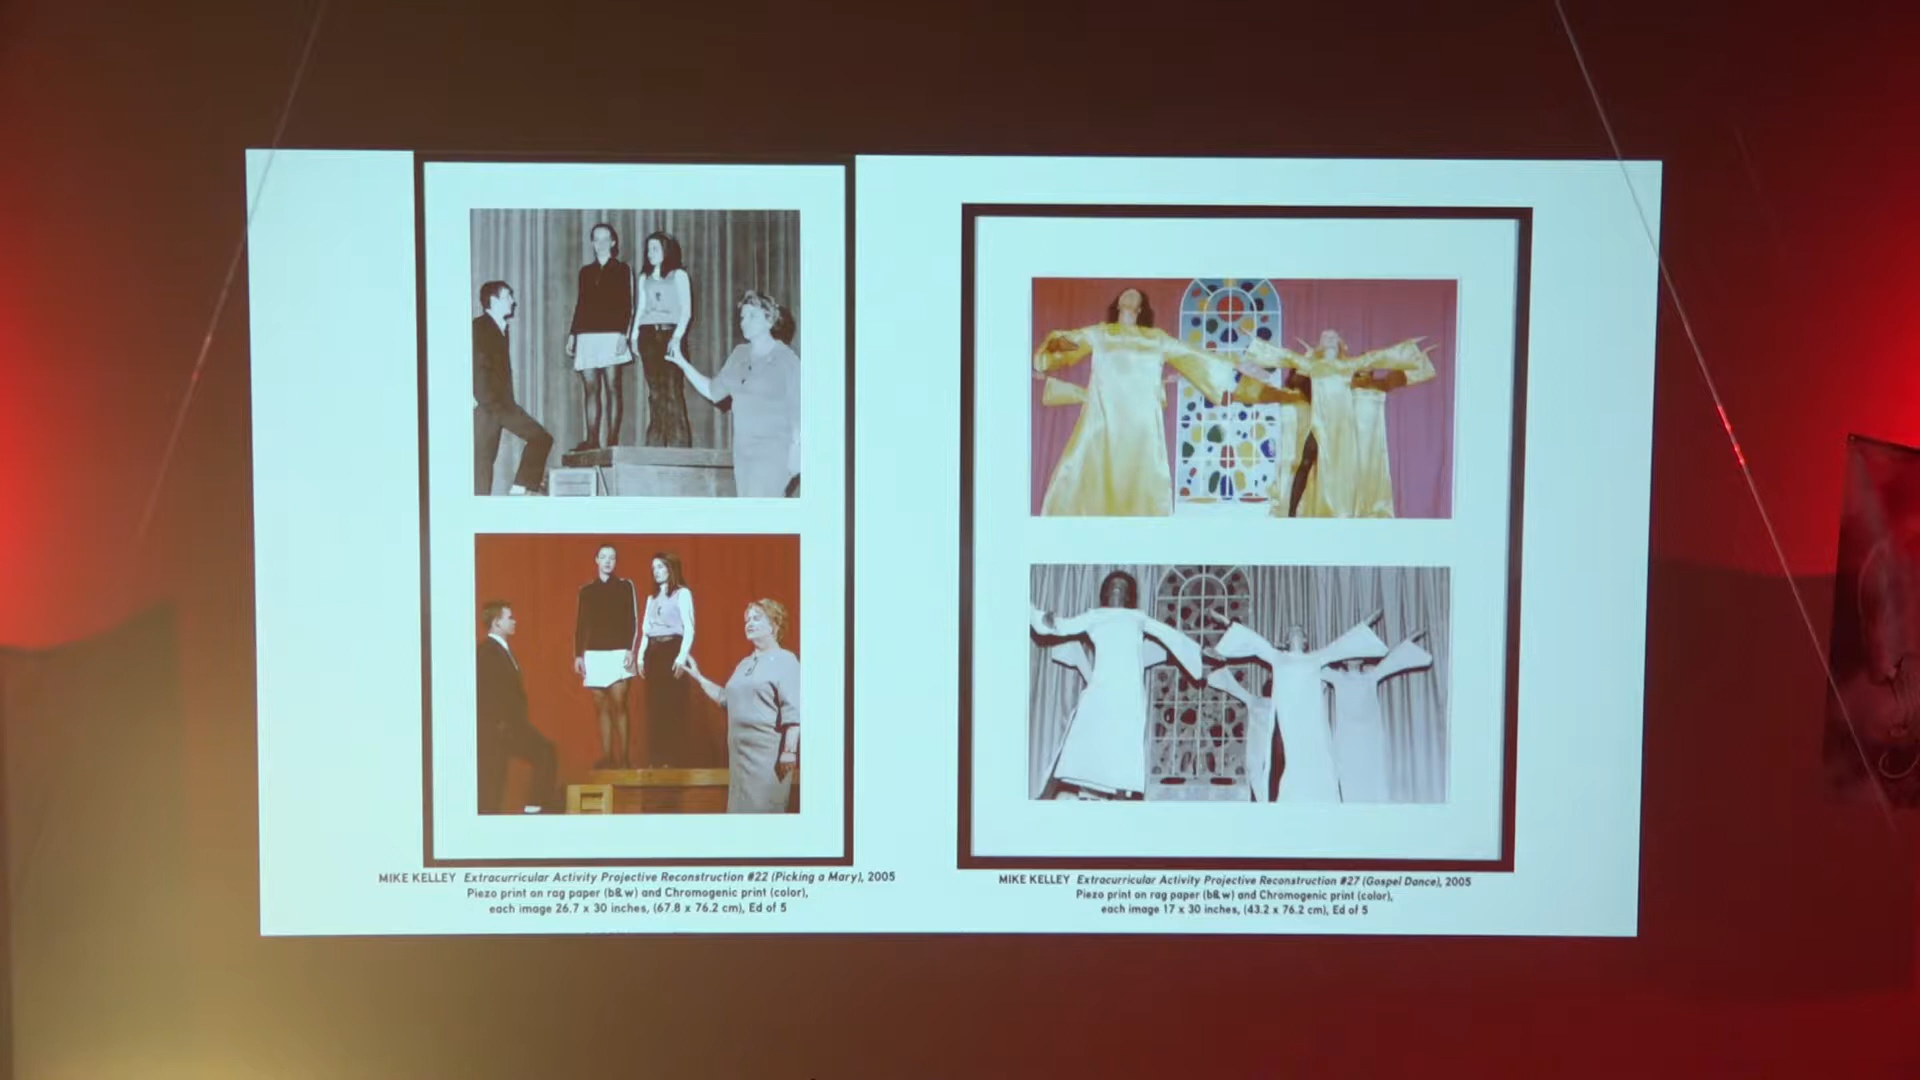 MIKE KELLEY Extracurricular Activity Projective Reconstruction #22 (Picking a Mary), 2005
Piezo print on rag paper (b&w) and Chromogenic print (color),
each image 26.7 x 30 inches, (67.8 x 76.2 cm), Ed of 5
MIKE KELLEY Extracurricular Activity Projective Reconstruction #27 (Gospel Dance), 2005
Piezo print on rag paper (b&w) and Chromogenic print (color),
each image 17 x 30 inches, (43.2 x 76.2 cm), Ed of 5